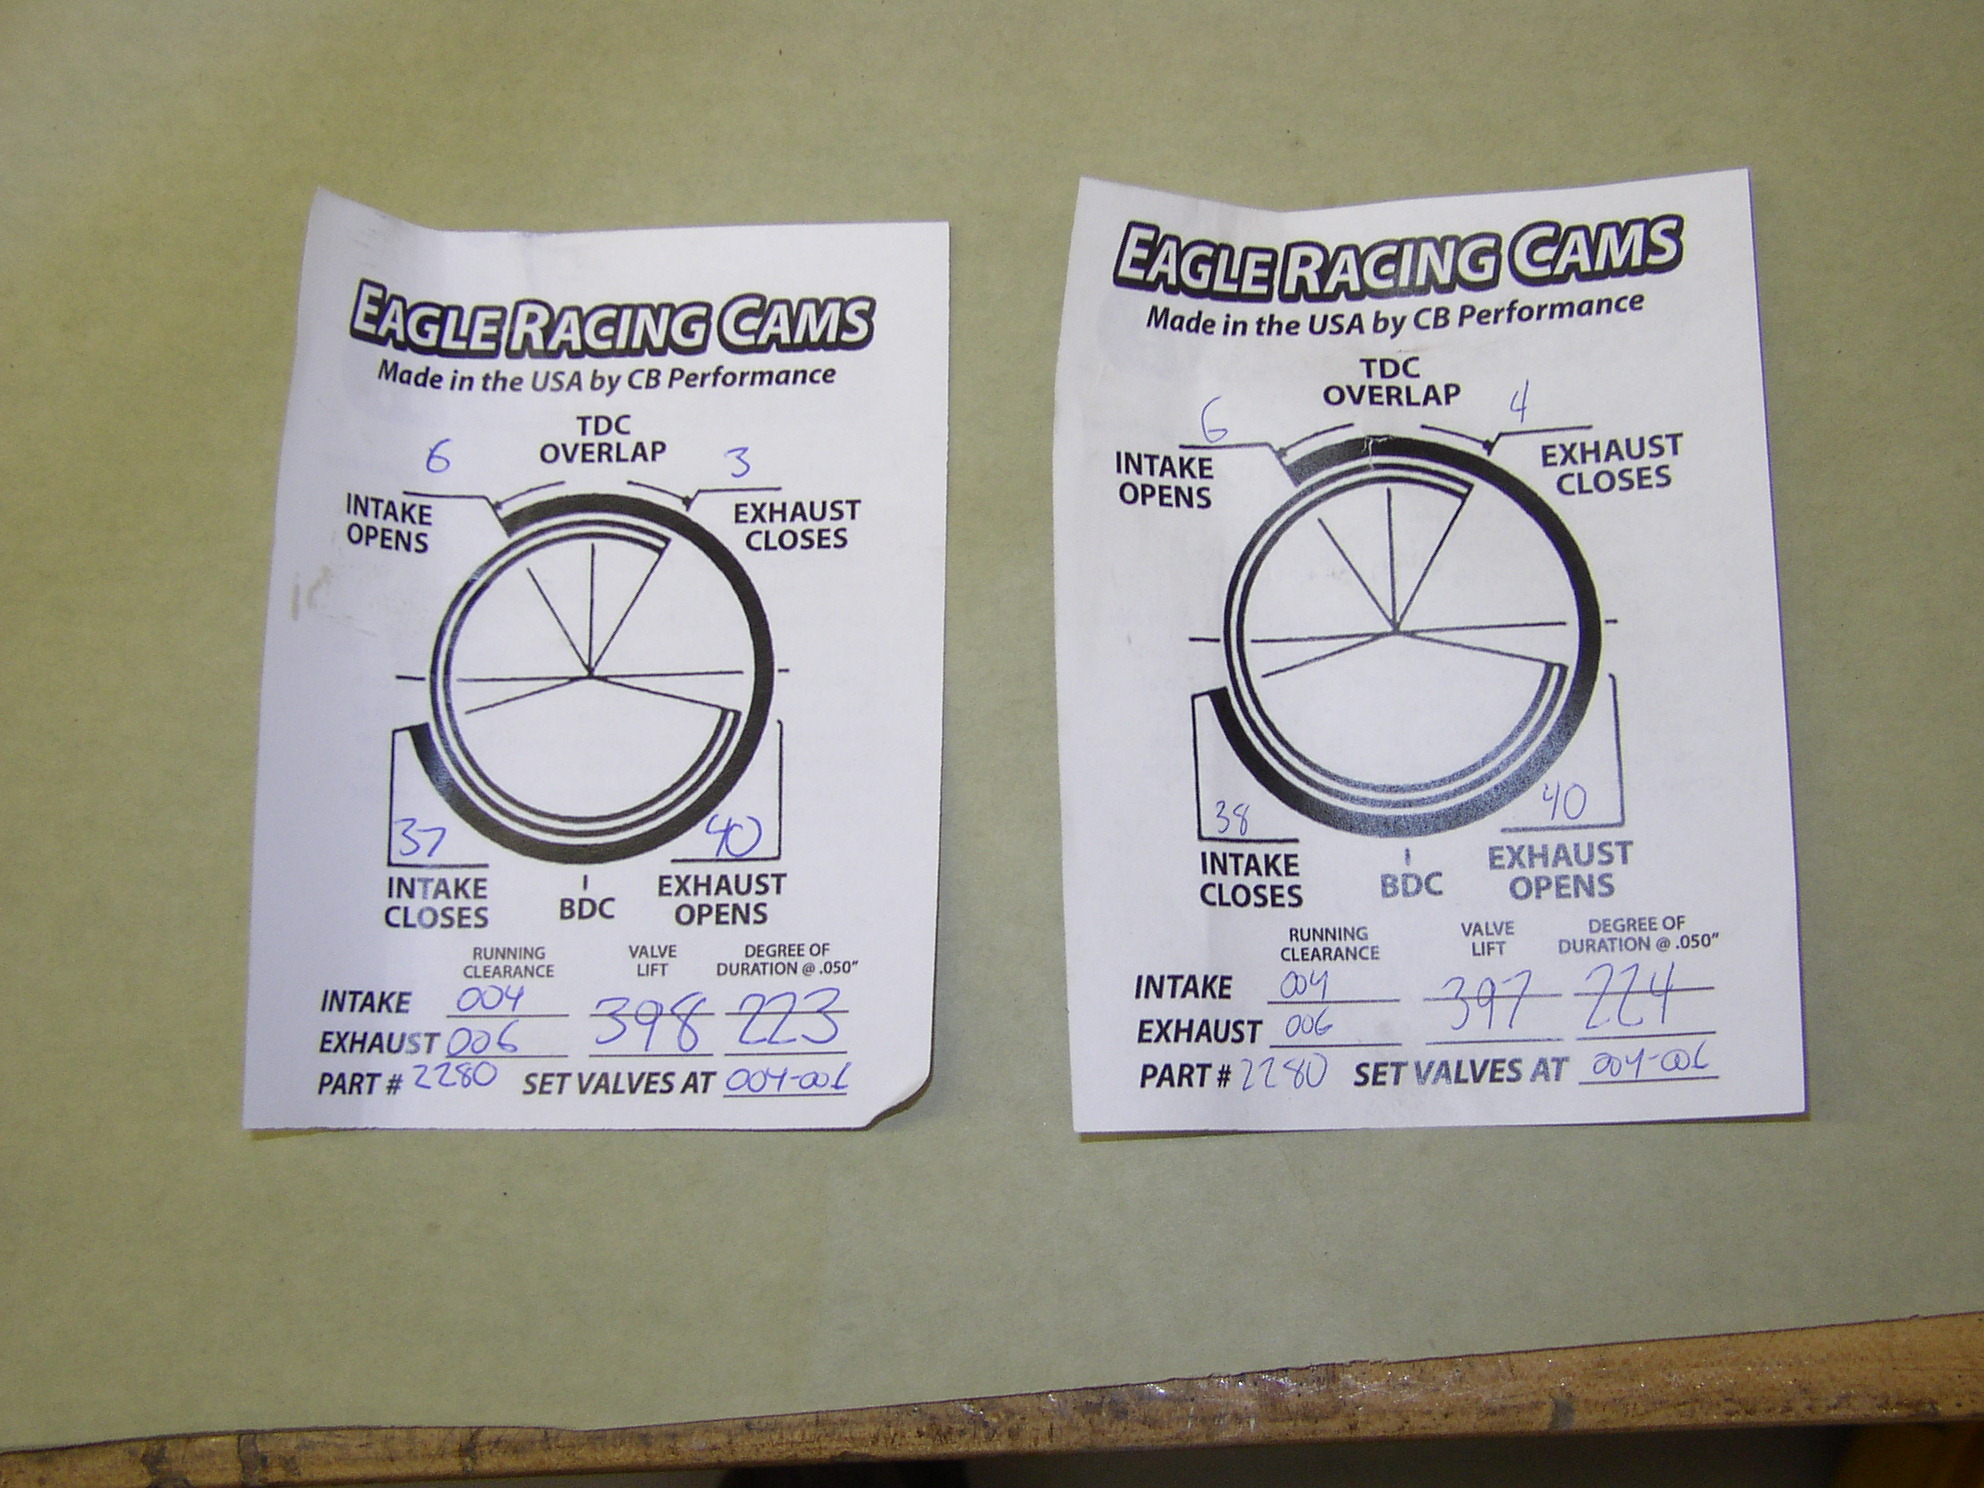 EAGLE RACING CAMS
Made in the USA by CB Performance
TDC
OVERLAP
6
3
INTAKE
OPENS
EXHAUST
CLOSES
37
40
INTAKE
CLOSES
BDC
EXHAUST
OPENS
RUNNING
CLEARANCE
VALVE
LIFT
DEGREE OF
DURATION @ .050"
INTAKE 004
398 223
EXHAUST 006
PART # 2280 SET VALVES AT 004-006
EAGLE RACING CAMS
Made in the USA by CB Performance
TDC
OVERLAP
6
4
INTAKE
OPENS
EXHAUST
CLOSES
38
40
INTAKE
CLOSES
BDC
EXHAUST
OPENS
RUNNING
CLEARANCE
VALVE
LIFT
DEGREE OF
DURATION @ .050"
INTAKE 004
397 224
EXHAUST 006
PART # 2280 SET VALVES AT 004-006